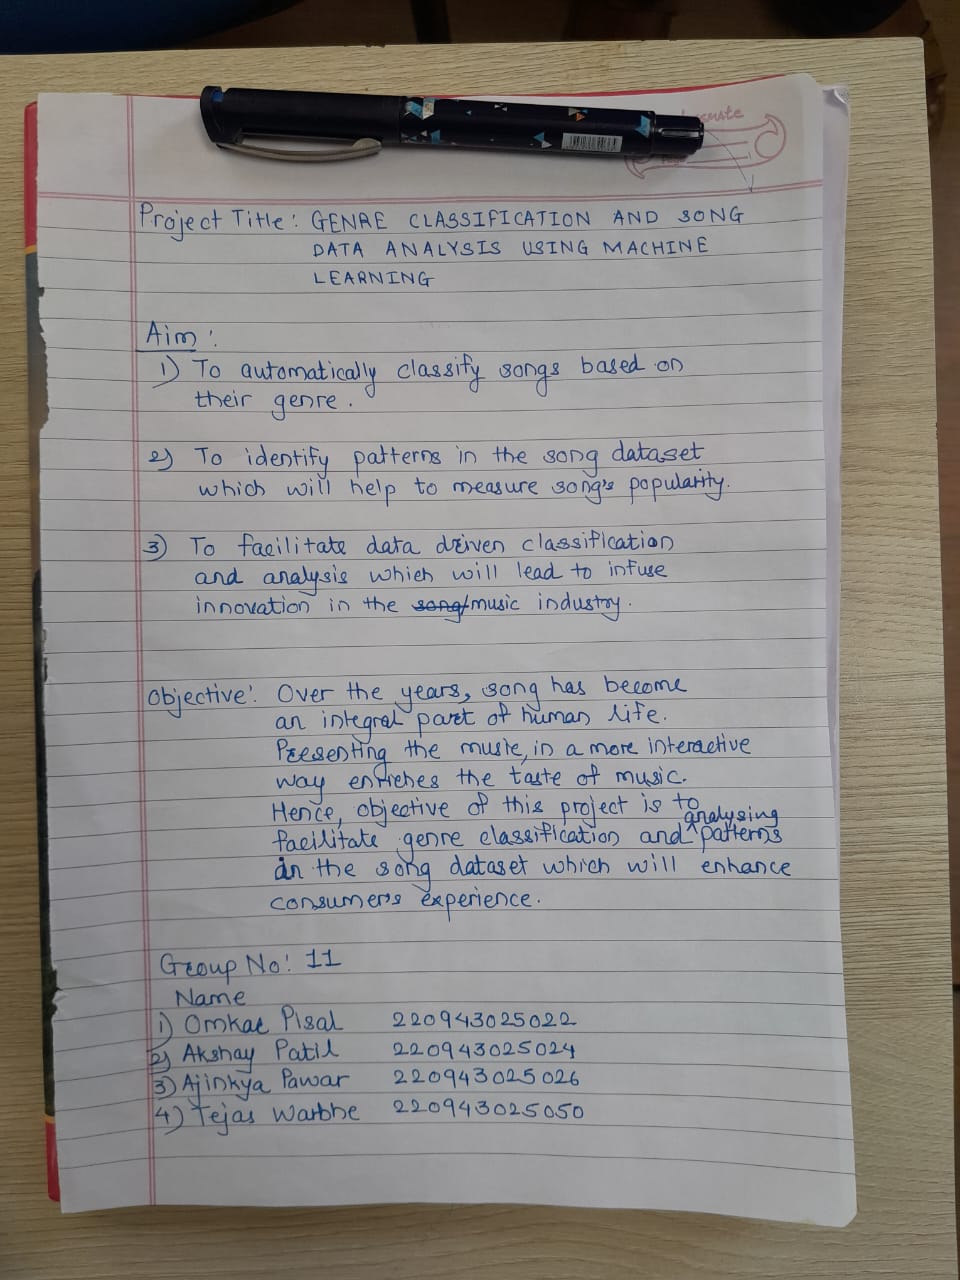 Project Title: GENRE CLASSIFICATION AND SONG
DATA ANALYSIS USING MACHINE
LEARNING
Aim:
1) To automatically classify songs based on
their genre.
2) To identify patterns in the song dataset
which will help to measure song's popularity.
3) To facilitate data driven classification
and analysis which will lead to infuse
innovation in the song/music industry.
Objective: Over the years, song has become
an integral part of human life.
Presenting the music, in a more interactive
way enriches the taste of music.
Hence, objective of this project is to
facilitate genre classification and analysing patterns
in the song dataset which will enhance
consumers experience.
Group No: 11
Name
1) Omkar Pisal 220943025022
2) Akshay Patil 220943025024
3) Ajinkya Pawar 220943025026
4) Tejas Warbhe 220943025050